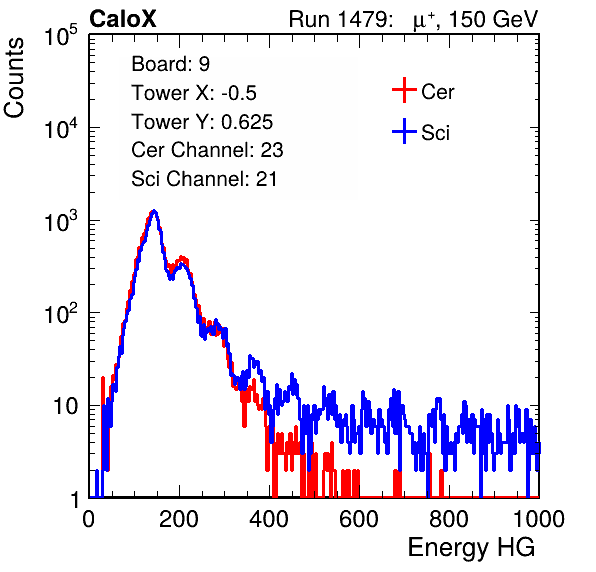 CaloX Run 1479: μ⁺, 150 GeV
Counts
10⁵
10⁴
10³
10²
10
1
Board: 9
Tower X: -0.5
Tower Y: 0.625
Cer Channel: 23
Sci Channel: 21
Cer
Sci
0 200 400 600 800 1000
Energy HG